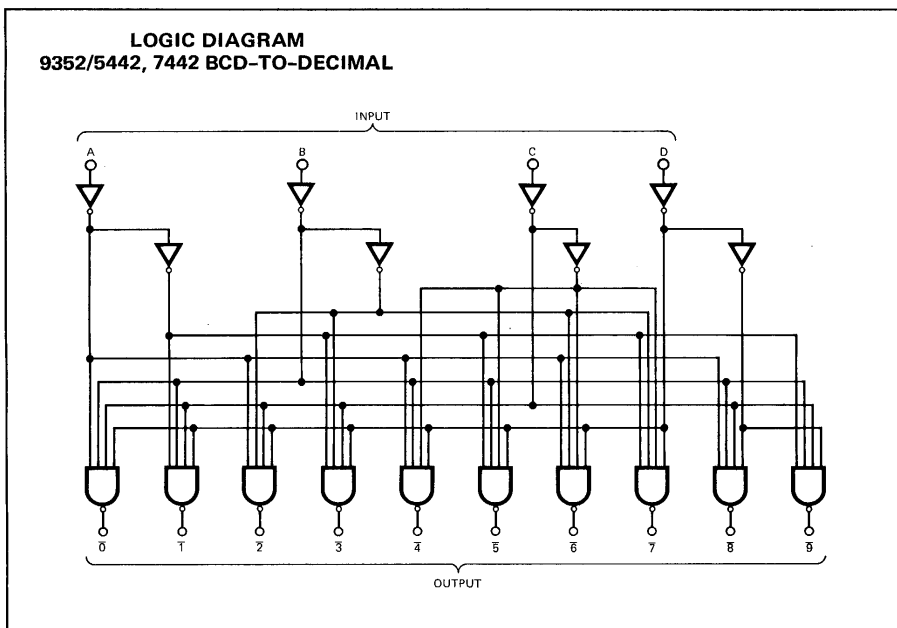 LOGIC DIAGRAM
9352/5442, 7442 BCD-TO-DECIMAL
INPUT
A B C D
0̅ 1̅ 2̅ 3̅ 4̅ 5̅ 6̅ 7̅ 8̅ 9̅
OUTPUT